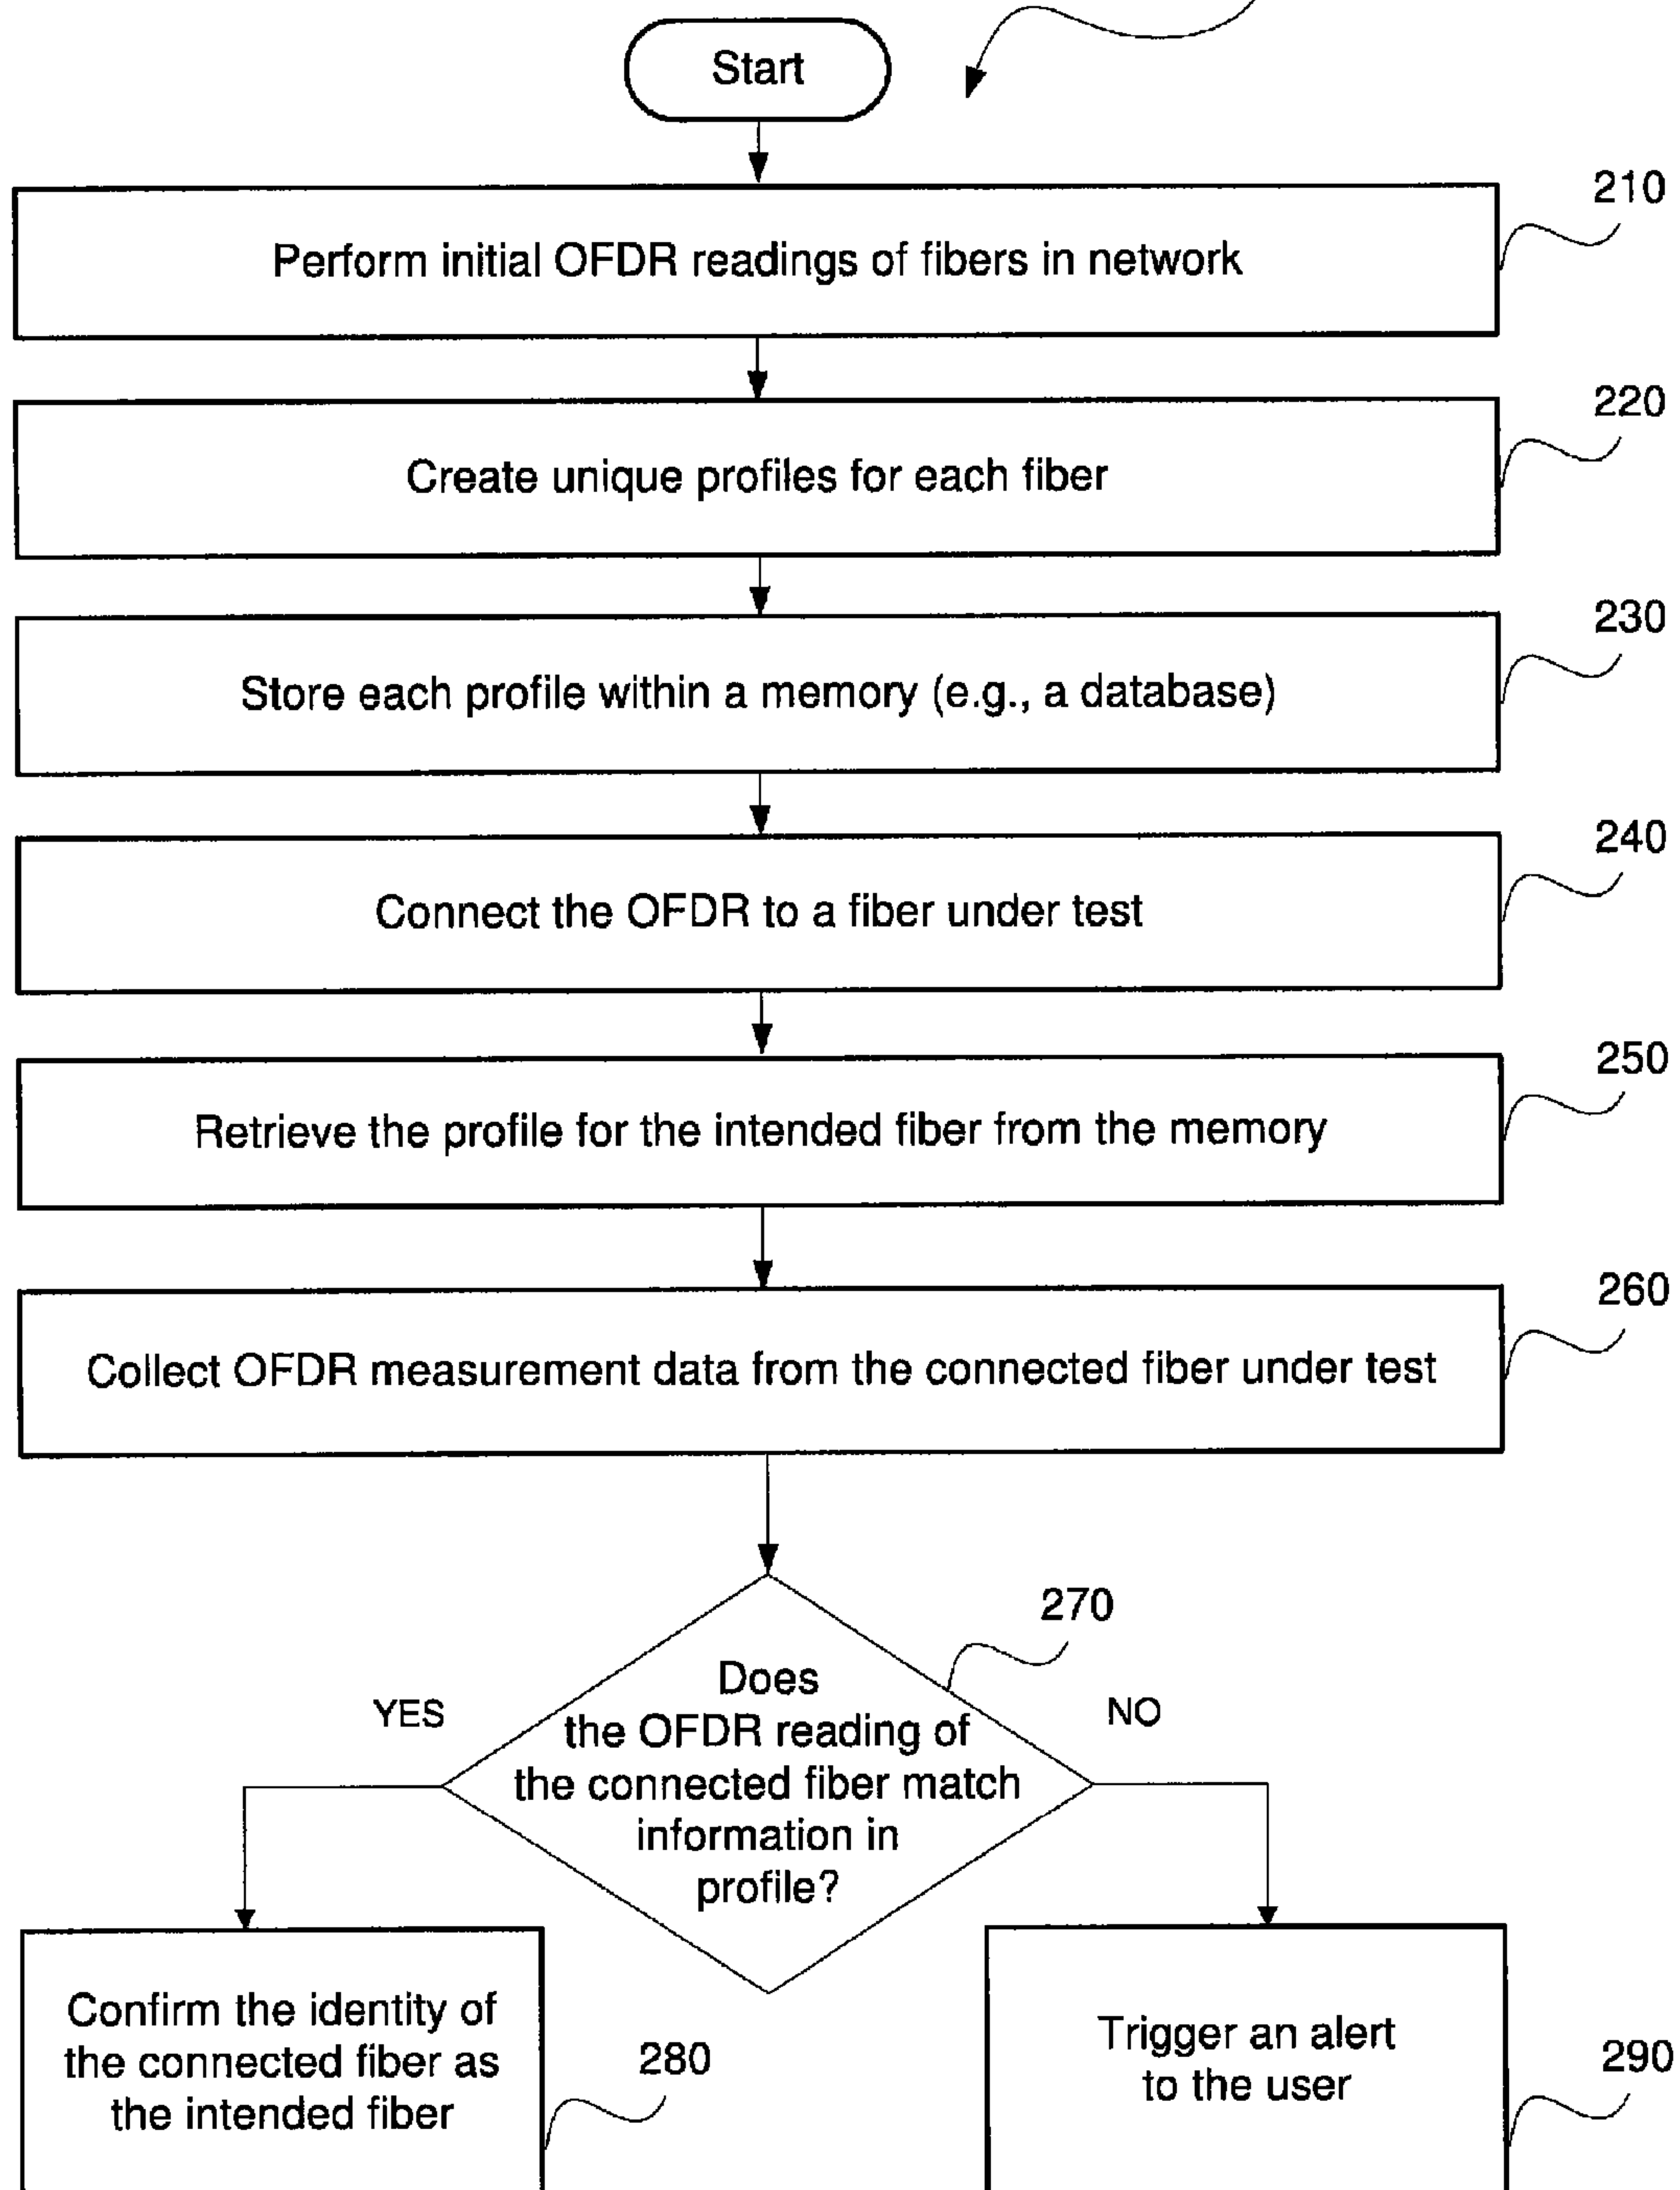 Start
Perform initial OFDR readings of fibers in network
210
Create unique profiles for each fiber
220
Store each profile within a memory (e.g., a database)
230
Connect the OFDR to a fiber under test
240
Retrieve the profile for the intended fiber from the memory
250
Collect OFDR measurement data from the connected fiber under test
260
270
Does
the OFDR reading of
the connected fiber match
information in
profile?
YES
NO
Confirm the identity of
the connected fiber as
the intended fiber
280
Trigger an alert
to the user
290